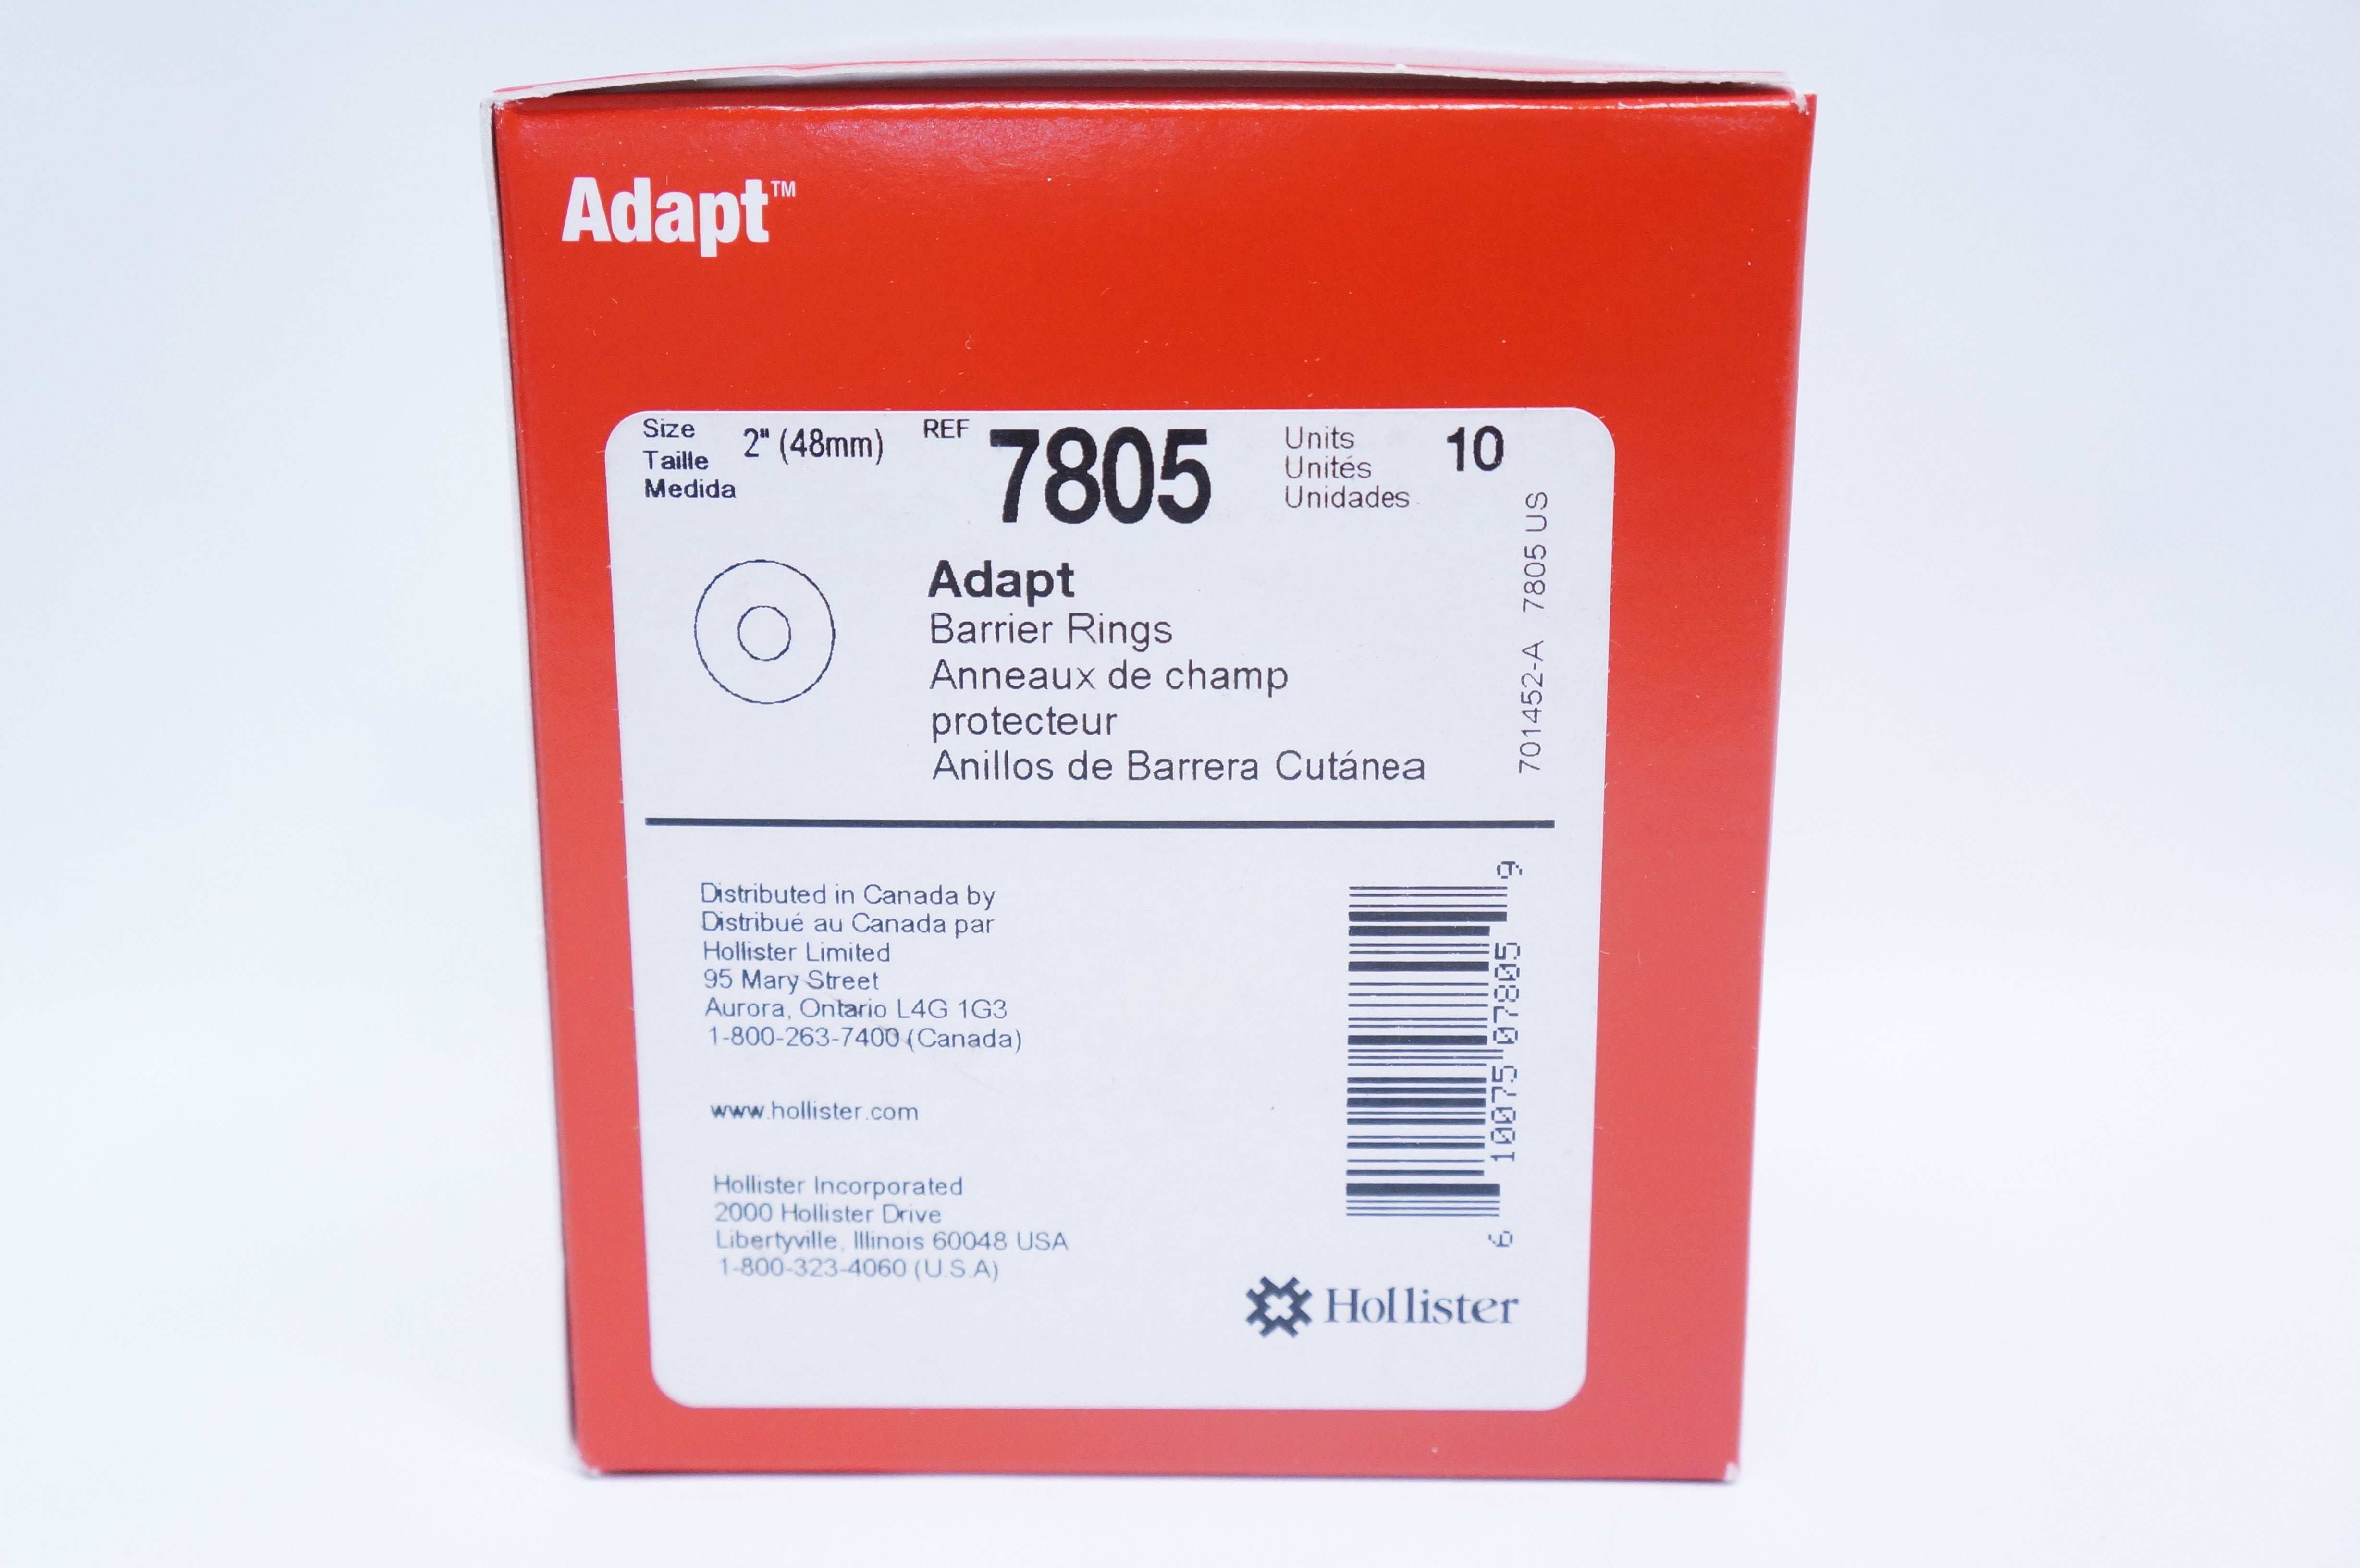 Adapt™
Size
Taille
Medida
2" (48mm)
REF 7805
Units
Unités
Unidades
10
701452-A 7805 US
Adapt
Barrier Rings
Anneaux de champ
protecteur
Anillos de Barrera Cutánea
Distributed in Canada by
Distribué au Canada par
Hollister Limited
95 Mary Street
Aurora, Ontario L4G 1G3
1-800-263-7400 (Canada)
www.hollister.com
Hollister Incorporated
2000 Hollister Drive
Libertyville, Illinois 60048 USA
1-800-323-4060 (U.S.A)
6 10075 07805 9
Hollister